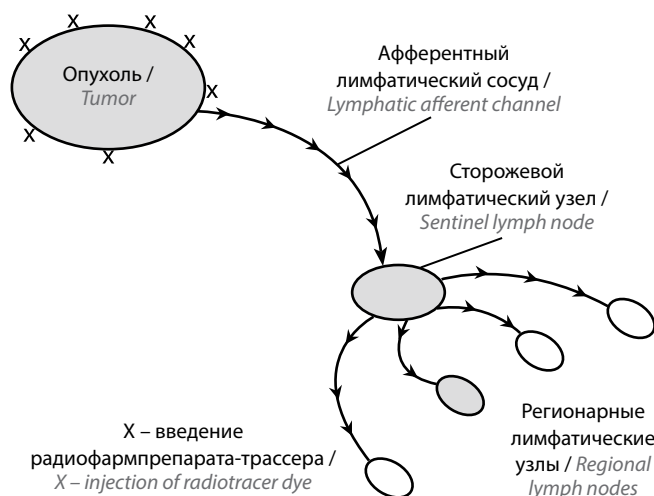 X X X X X X X X
Опухоль /
Tumor
Афферентный
лимфатический сосуд /
Lymphatic afferent channel
Сторожевой
лимфатический узел /
Sentinel lymph node
X – введение
радиофармпрепарата-трассера /
X – injection of radiotracer dye
Регионарные
лимфатические
узлы / Regional
lymph nodes